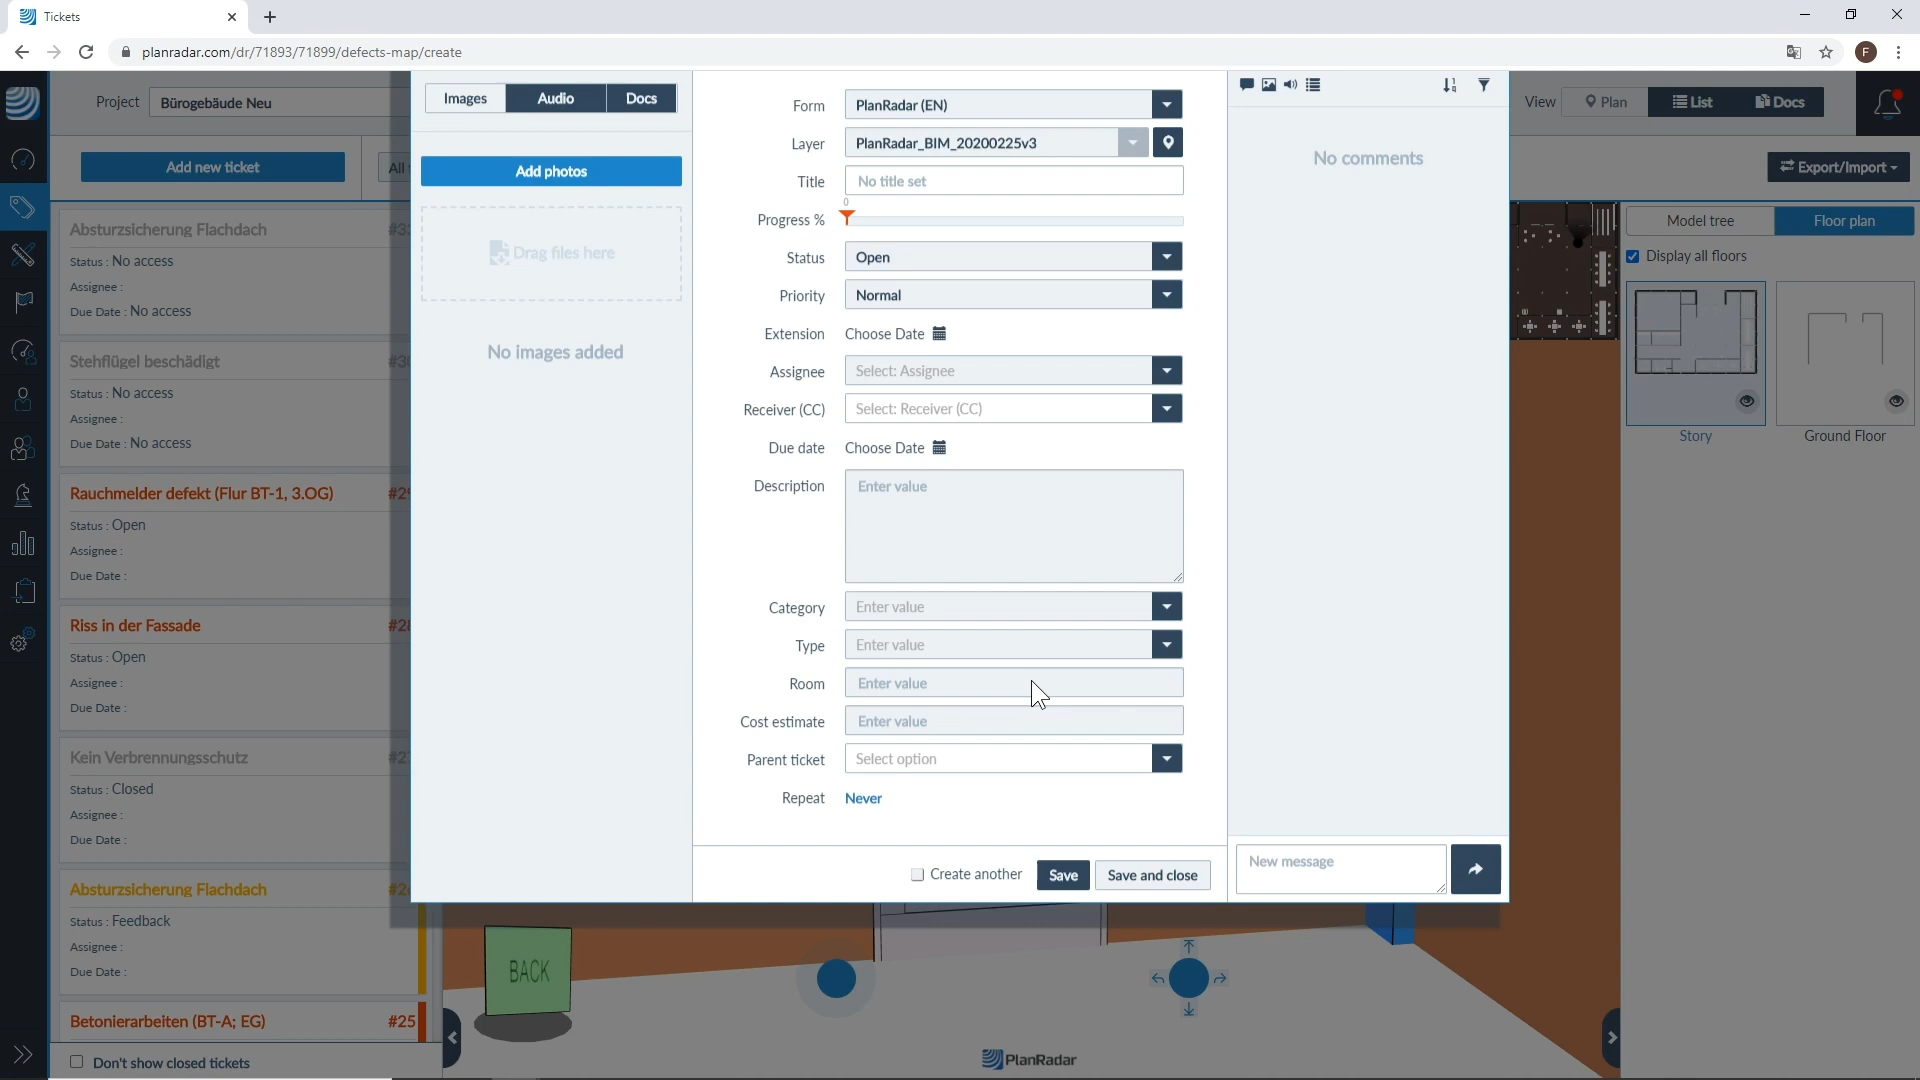 Tickets
planradar.com/dr/71893/71899/defects-map/create
F
Project
Bürogebäude Neu
Add new ticket
All
Absturzsicherung Flachdach
Status : No access
Assignee :
Due Date : No access
Stehflügel beschädigt
Status : No access
Assignee :
Due Date : No access
Rauchmelder defekt (Flur BT-1, 3.OG)
Status : Open
Assignee :
Due Date :
Riss in der Fassade
Status : Open
Assignee :
Due Date :
Kein Verbrennungsschutz
Status : Closed
Assignee :
Due Date :
Absturzsicherung Flachdach
Status : Feedback
Assignee :
Due Date :
Betonierarbeiten (BT-A; EG) #25
Don't show closed tickets
Images Audio Docs
Add photos
Drag files here
No images added
Form PlanRadar (EN)
Layer PlanRadar_BIM_20200225v3
Title No title set
0
Progress %
Status Open
Priority Normal
Extension Choose Date
Assignee Select: Assignee
Receiver (CC) Select: Receiver (CC)
Due date Choose Date
Description Enter value
Category Enter value
Type Enter value
Room Enter value
Cost estimate Enter value
Parent ticket Select option
Repeat Never
Create another Save Save and close
No comments
New message
View Plan List Docs
Export/Import
Model tree Floor plan
Display all floors
Story Ground Floor
BACK
PlanRadar